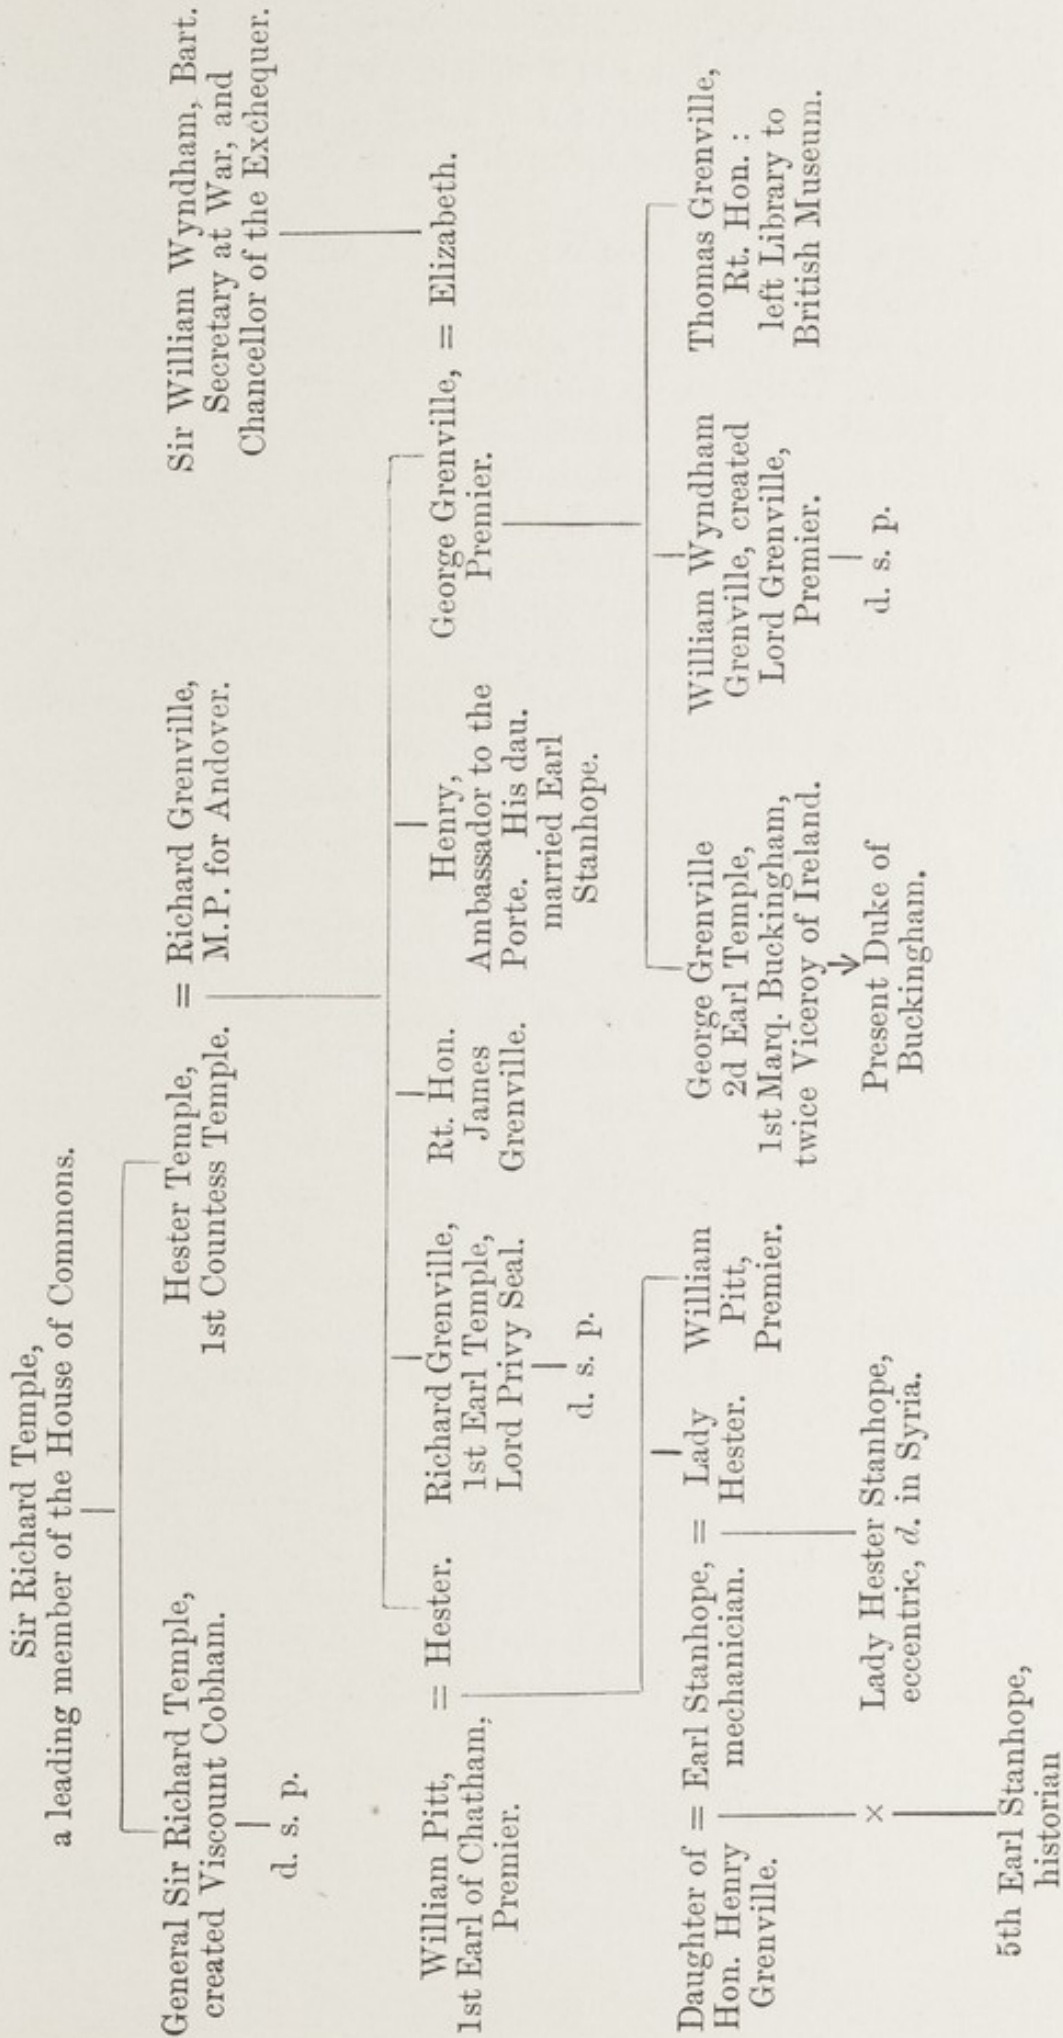 Sir Richard Temple,
a leading member of the House of Commons.
General Sir Richard Temple,
created Viscount Cobham.
d. s. p.
Hester Temple,
1st Countess Temple.
= Richard Grenville,
M.P. for Andover.
Sir William Wyndham, Bart.
Secretary at War, and
Chancellor of the Exchequer.
William Pitt,
1st Earl of Chatham,
Premier.
= Hester.
Richard Grenville,
1st Earl Temple,
Lord Privy Seal.
d. s. p.
Rt. Hon.
James
Grenville.
Henry,
Ambassador to the
Porte. His dau.
married Earl
Stanhope.
George Grenville,
Premier.
= Elizabeth.
Daughter of
Hon. Henry
Grenville.
= Earl Stanhope,
mechanician.
= Lady
Hester.
William
Pitt,
Premier.
George Grenville
2d Earl Temple,
1st Marq. Buckingham,
twice Viceroy of Ireland.
Present Duke of
Buckingham.
William Wyndham
Grenville, created
Lord Grenville,
Premier.
d. s. p.
Thomas Grenville,
Rt. Hon. :
left Library to
British Museum.
×
Lady Hester Stanhope,
eccentric, d. in Syria.
5th Earl Stanhope,
historian